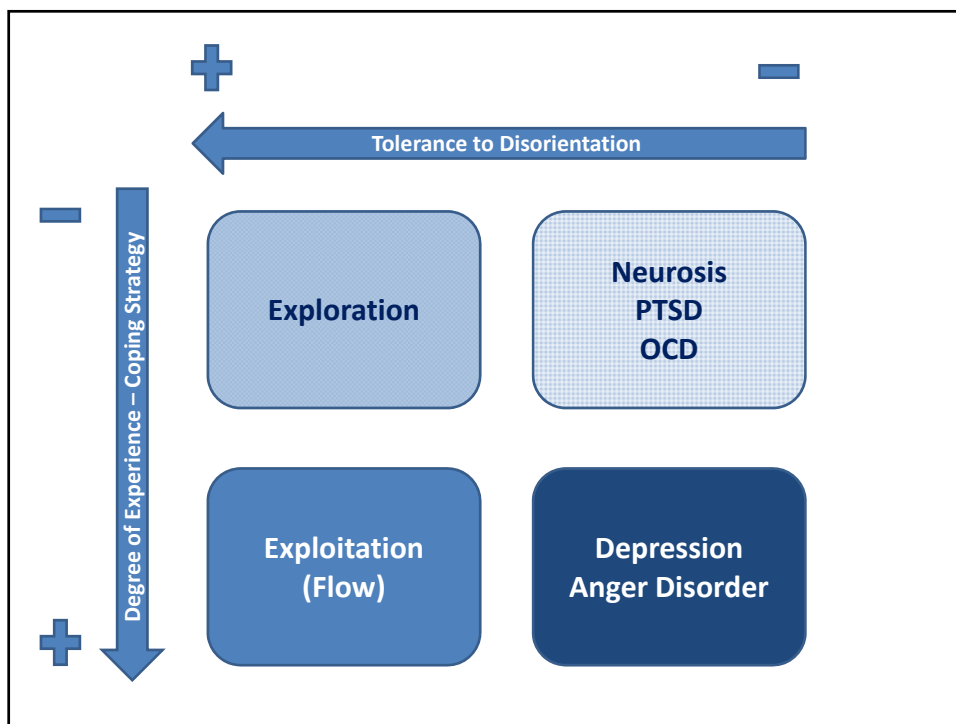 Tolerance to Disorientation
Degree of Experience – Coping Strategy
Exploration
Neurosis
PTSD
OCD
Exploitation
(Flow)
Depression
Anger Disorder